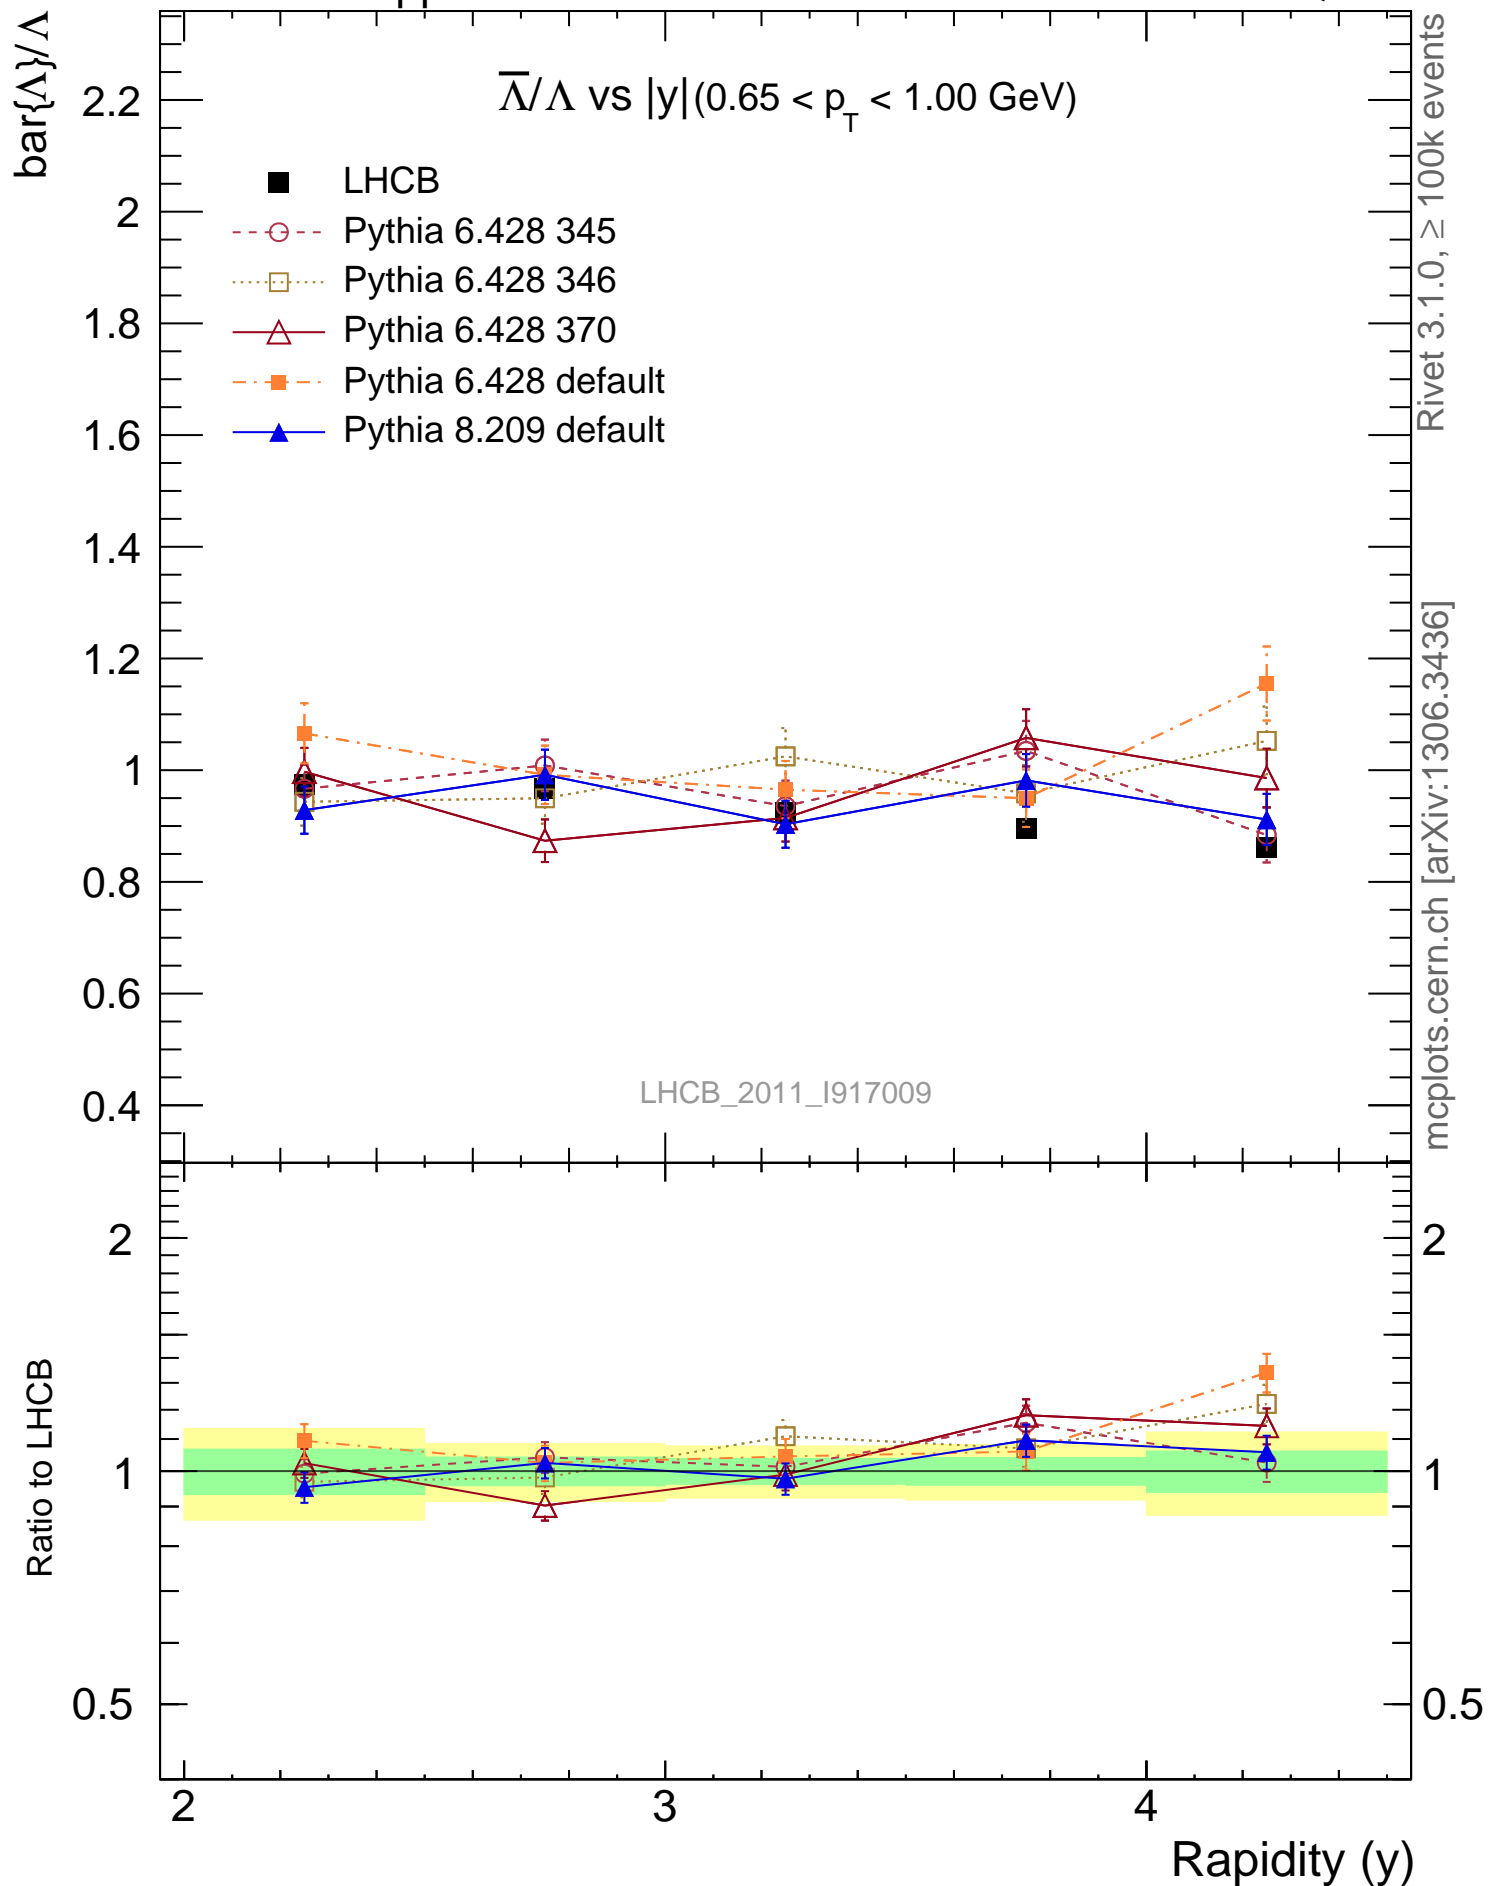 pp
bar{Λ}/Λ
Λ̅/Λ vs |y| (0.65 < p_T < 1.00 GeV)
LHCB
Pythia 6.428 345
Pythia 6.428 346
Pythia 6.428 370
Pythia 6.428 default
Pythia 8.209 default
2.2
2
1.8
1.6
1.4
1.2
1
0.8
0.6
0.4
LHCB_2011_I917009
Rivet 3.1.0, ≥ 100k events
mcplots.cern.ch [arXiv:1306.3436]
Ratio to LHCB
2
1
0.5
2
1
0.5
2
3
4
Rapidity (y)